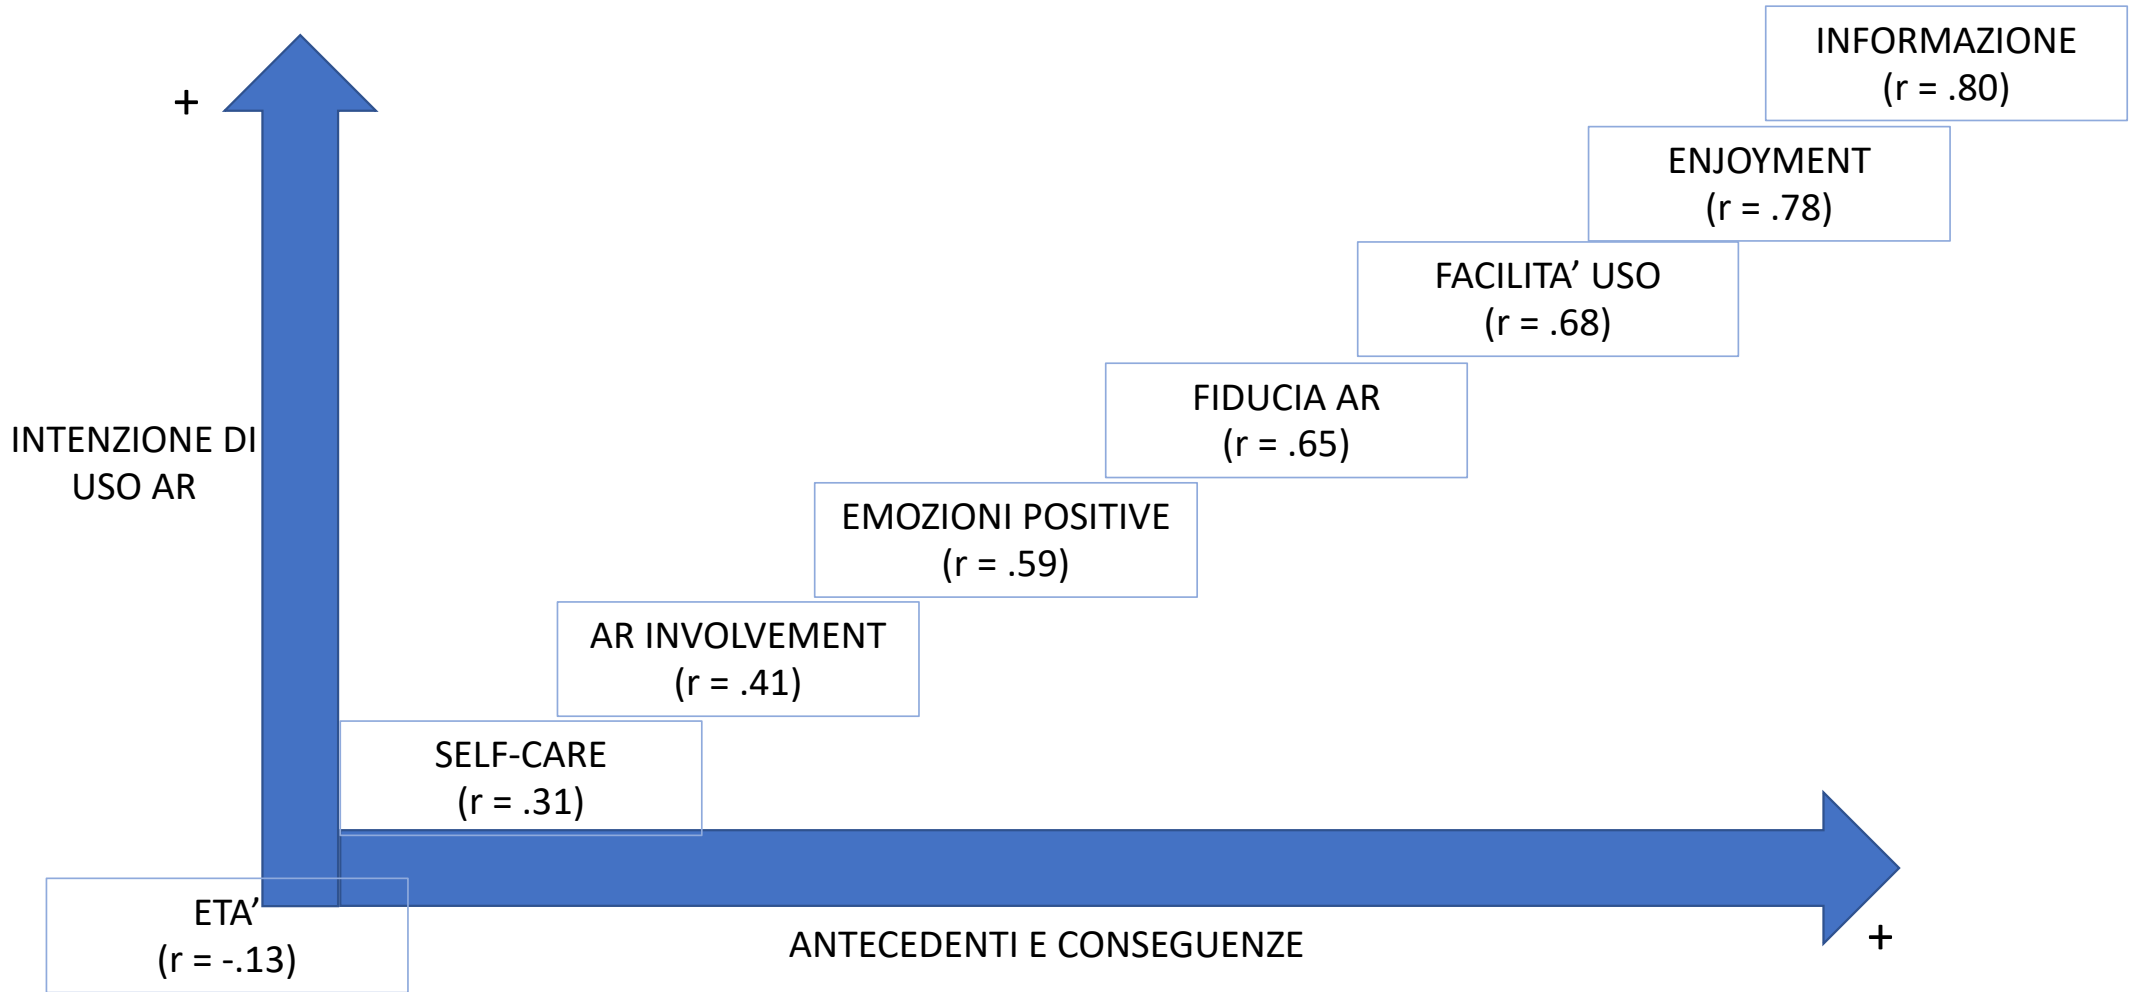 INFORMAZIONE
(r = .80)
+
ENJOYMENT
(r = .78)
FACILITA’ USO
(r = .68)
FIDUCIA AR
(r = .65)
INTENZIONE DI
USO AR
EMOZIONI POSITIVE
(r = .59)
AR INVOLVEMENT
(r = .41)
SELF-CARE
(r = .31)
ETA’
(r = -.13)
ANTECEDENTI E CONSEGUENZE
+